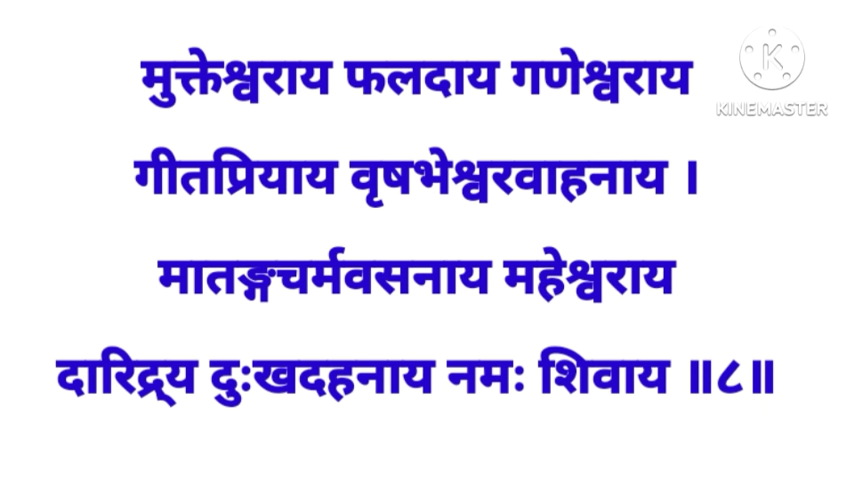 मुक्तेश्वराय फलदाय गणेश्वराय
गीतप्रियाय वृषभेश्वरवाहनाय ।
मातङ्गचर्मवसनाय महेश्वराय
दारिद्र्य दुःखदहनाय नमः शिवाय ॥८॥
K
KINEMASTER